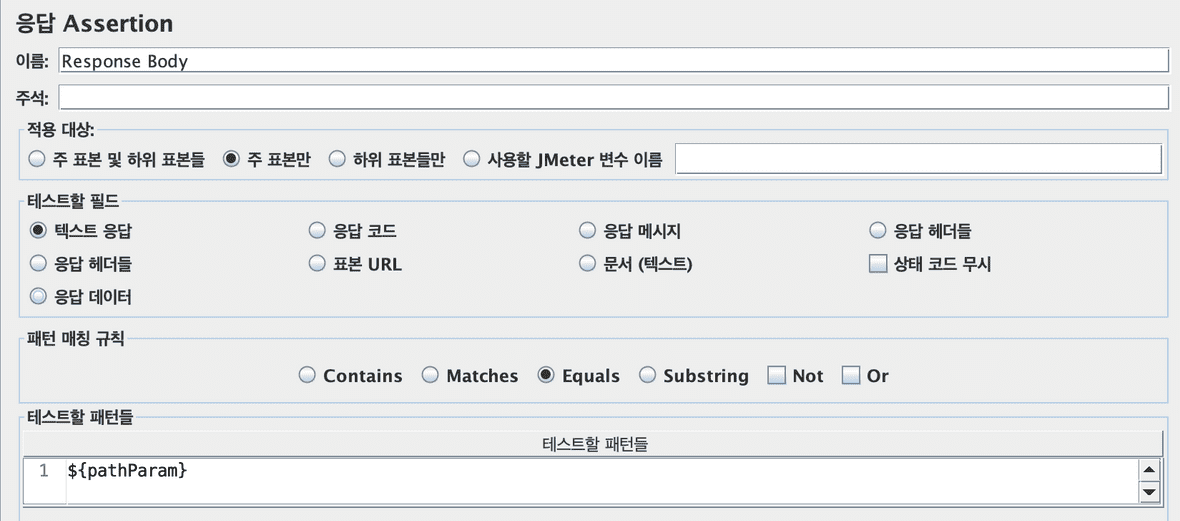 응답 Assertion
이름: Response Body
주석:
적용 대상:
주 표본 및 하위 표본들 주 표본만 하위 표본들만 사용할 JMeter 변수 이름
테스트할 필드
텍스트 응답 응답 코드 응답 메시지 응답 헤더들
응답 헤더들 표본 URL 문서 (텍스트) 상태 코드 무시
응답 데이터
패턴 매칭 규칙
Contains Matches Equals Substring Not Or
테스트할 패턴들
테스트할 패턴들
1 ${pathParam}